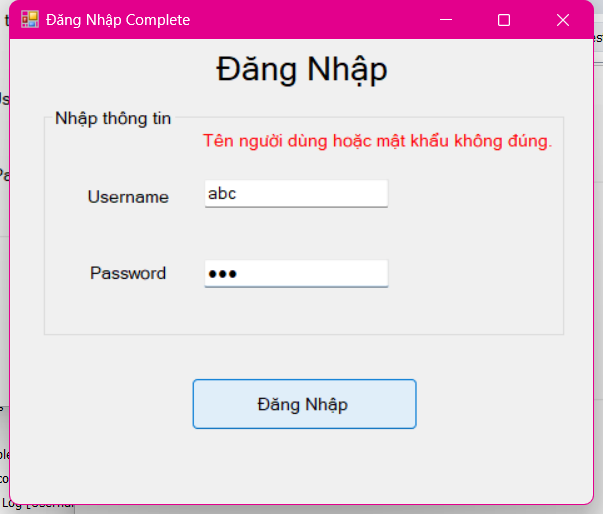 Đăng Nhập Complete
Đăng Nhập
Nhập thông tin
Tên người dùng hoặc mật khẩu không đúng.
Username
abc
Password
●●●
Đăng Nhập
Log